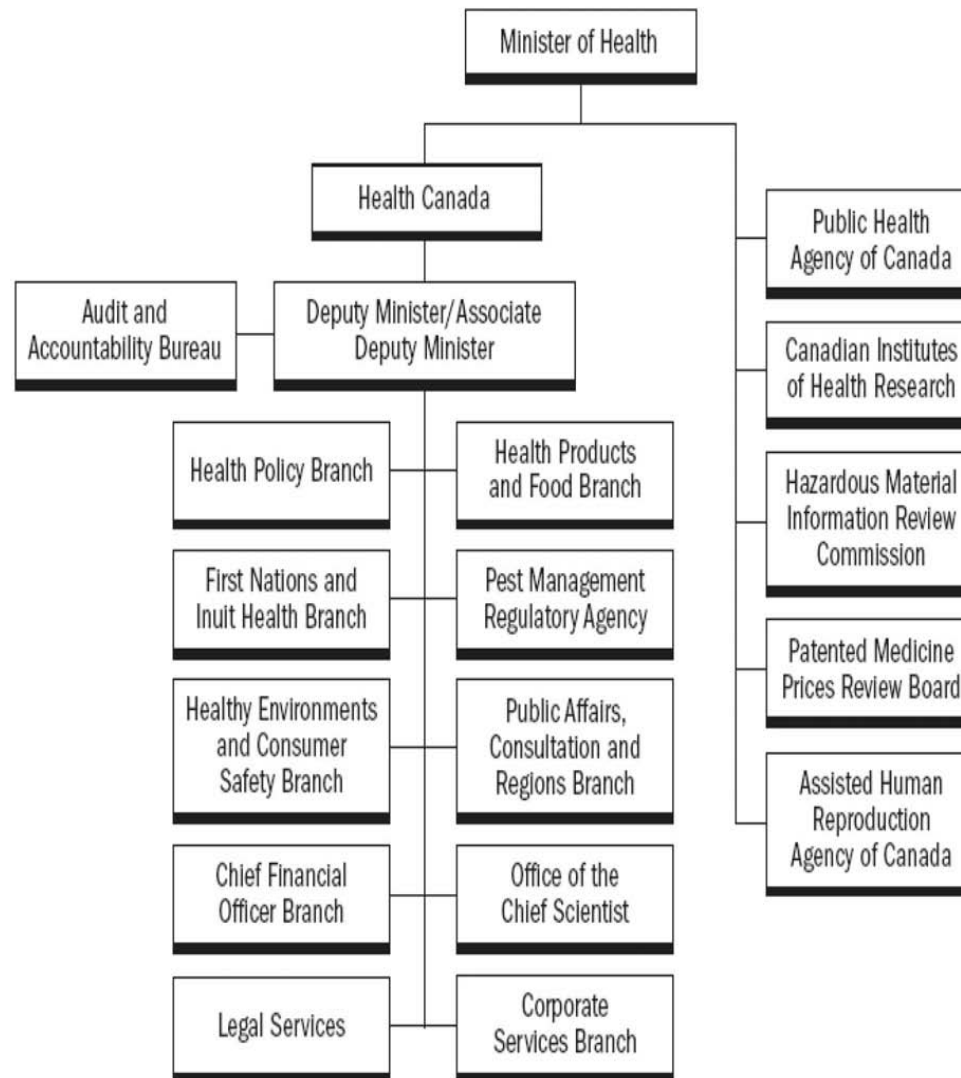 Minister of Health
Health Canada
Public Health
Agency of Canada
Audit and
Accountability Bureau
Deputy Minister/Associate
Deputy Minister
Canadian Institutes
of Health Research
Health Policy Branch
Health Products
and Food Branch
Hazardous Material
Information Review
Commission
First Nations and
Inuit Health Branch
Pest Management
Regulatory Agency
Patented Medicine
Prices Review Board
Healthy Environments
and Consumer
Safety Branch
Public Affairs,
Consultation and
Regions Branch
Assisted Human
Reproduction
Agency of Canada
Chief Financial
Officer Branch
Office of the
Chief Scientist
Legal Services
Corporate
Services Branch